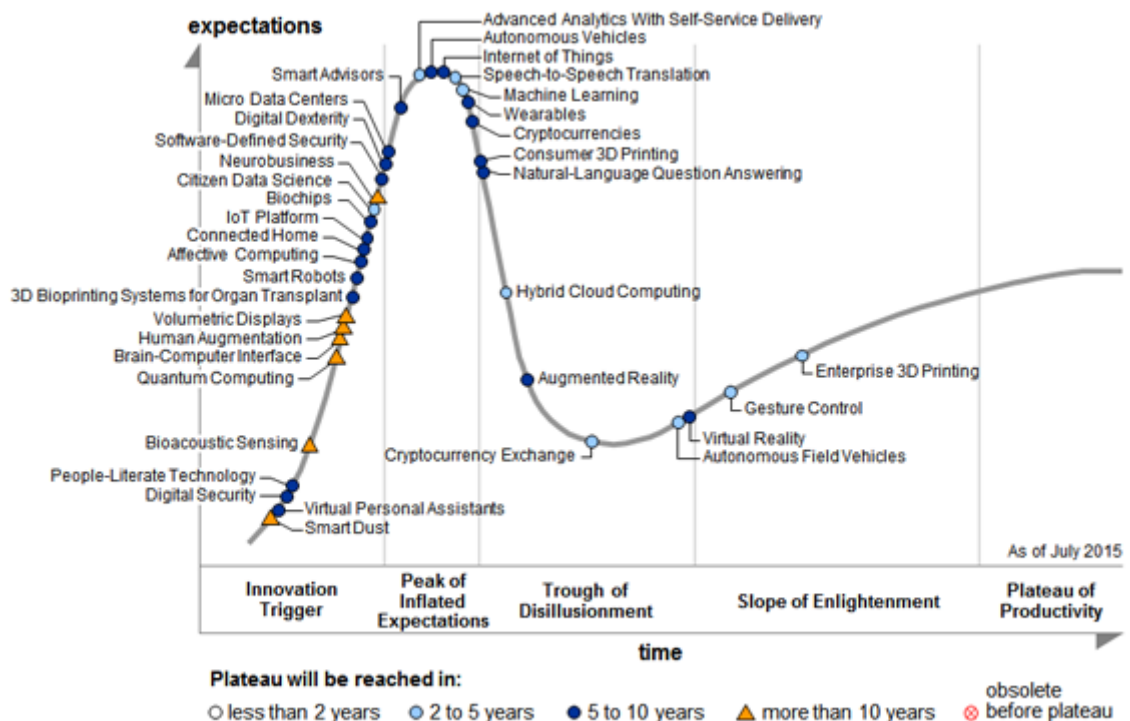 expectations
Advanced Analytics With Self-Service Delivery
Autonomous Vehicles
Internet of Things
Speech-to-Speech Translation
Machine Learning
Wearables
Cryptocurrencies
Consumer 3D Printing
Natural-Language Question Answering
Smart Advisors
Micro Data Centers
Digital Dexterity
Software-Defined Security
Neurobusiness
Citizen Data Science
Biochips
IoT Platform
Connected Home
Affective Computing
Smart Robots
3D Bioprinting Systems for Organ Transplant
Volumetric Displays
Human Augmentation
Brain-Computer Interface
Quantum Computing
Bioacoustic Sensing
People-Literate Technology
Digital Security
Virtual Personal Assistants
Smart Dust
Hybrid Cloud Computing
Augmented Reality
Cryptocurrency Exchange
Enterprise 3D Printing
Gesture Control
Virtual Reality
Autonomous Field Vehicles
As of July 2015
Innovation
Trigger
Peak of
Inflated
Expectations
Trough of
Disillusionment
Slope of Enlightenment
Plateau of
Productivity
time
Plateau will be reached in:
less than 2 years
2 to 5 years
5 to 10 years
more than 10 years
obsolete
before plateau